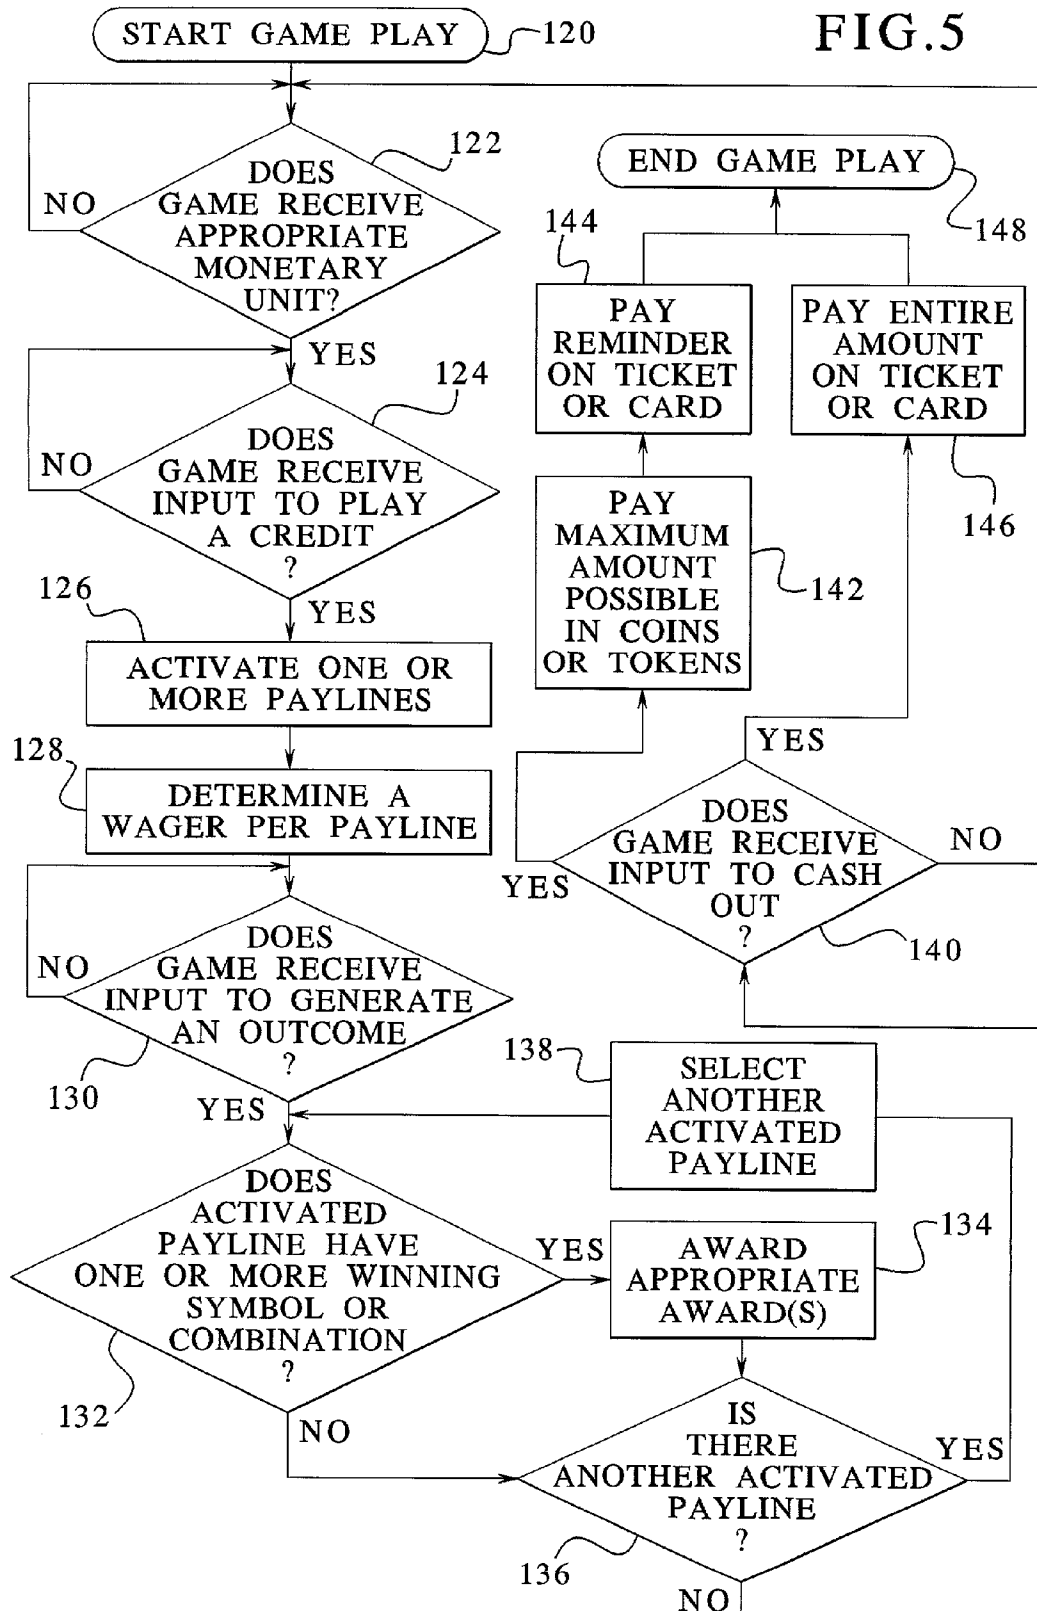 FIG.5
START GAME PLAY
120
122
DOES
GAME RECEIVE
APPROPRIATE
MONETARY
UNIT?
NO
YES
124
DOES
GAME RECEIVE
INPUT TO PLAY
A CREDIT
?
NO
YES
126
ACTIVATE ONE OR
MORE PAYLINES
128
DETERMINE A
WAGER PER PAYLINE
DOES
GAME RECEIVE
INPUT TO GENERATE
AN OUTCOME
?
NO
130
YES
DOES
ACTIVATED
PAYLINE HAVE
ONE OR MORE WINNING
SYMBOL OR
COMBINATION
?
132
YES
NO
134
AWARD
APPROPRIATE
AWARD(S)
IS
THERE
ANOTHER ACTIVATED
PAYLINE
?
136
YES
NO
138
SELECT
ANOTHER
ACTIVATED
PAYLINE
DOES
GAME RECEIVE
INPUT TO CASH
OUT
?
140
YES
YES
NO
PAY
MAXIMUM
AMOUNT
POSSIBLE
IN COINS
OR TOKENS
142
144
PAY
REMINDER
ON TICKET
OR CARD
PAY ENTIRE
AMOUNT
ON TICKET
OR CARD
146
END GAME PLAY
148